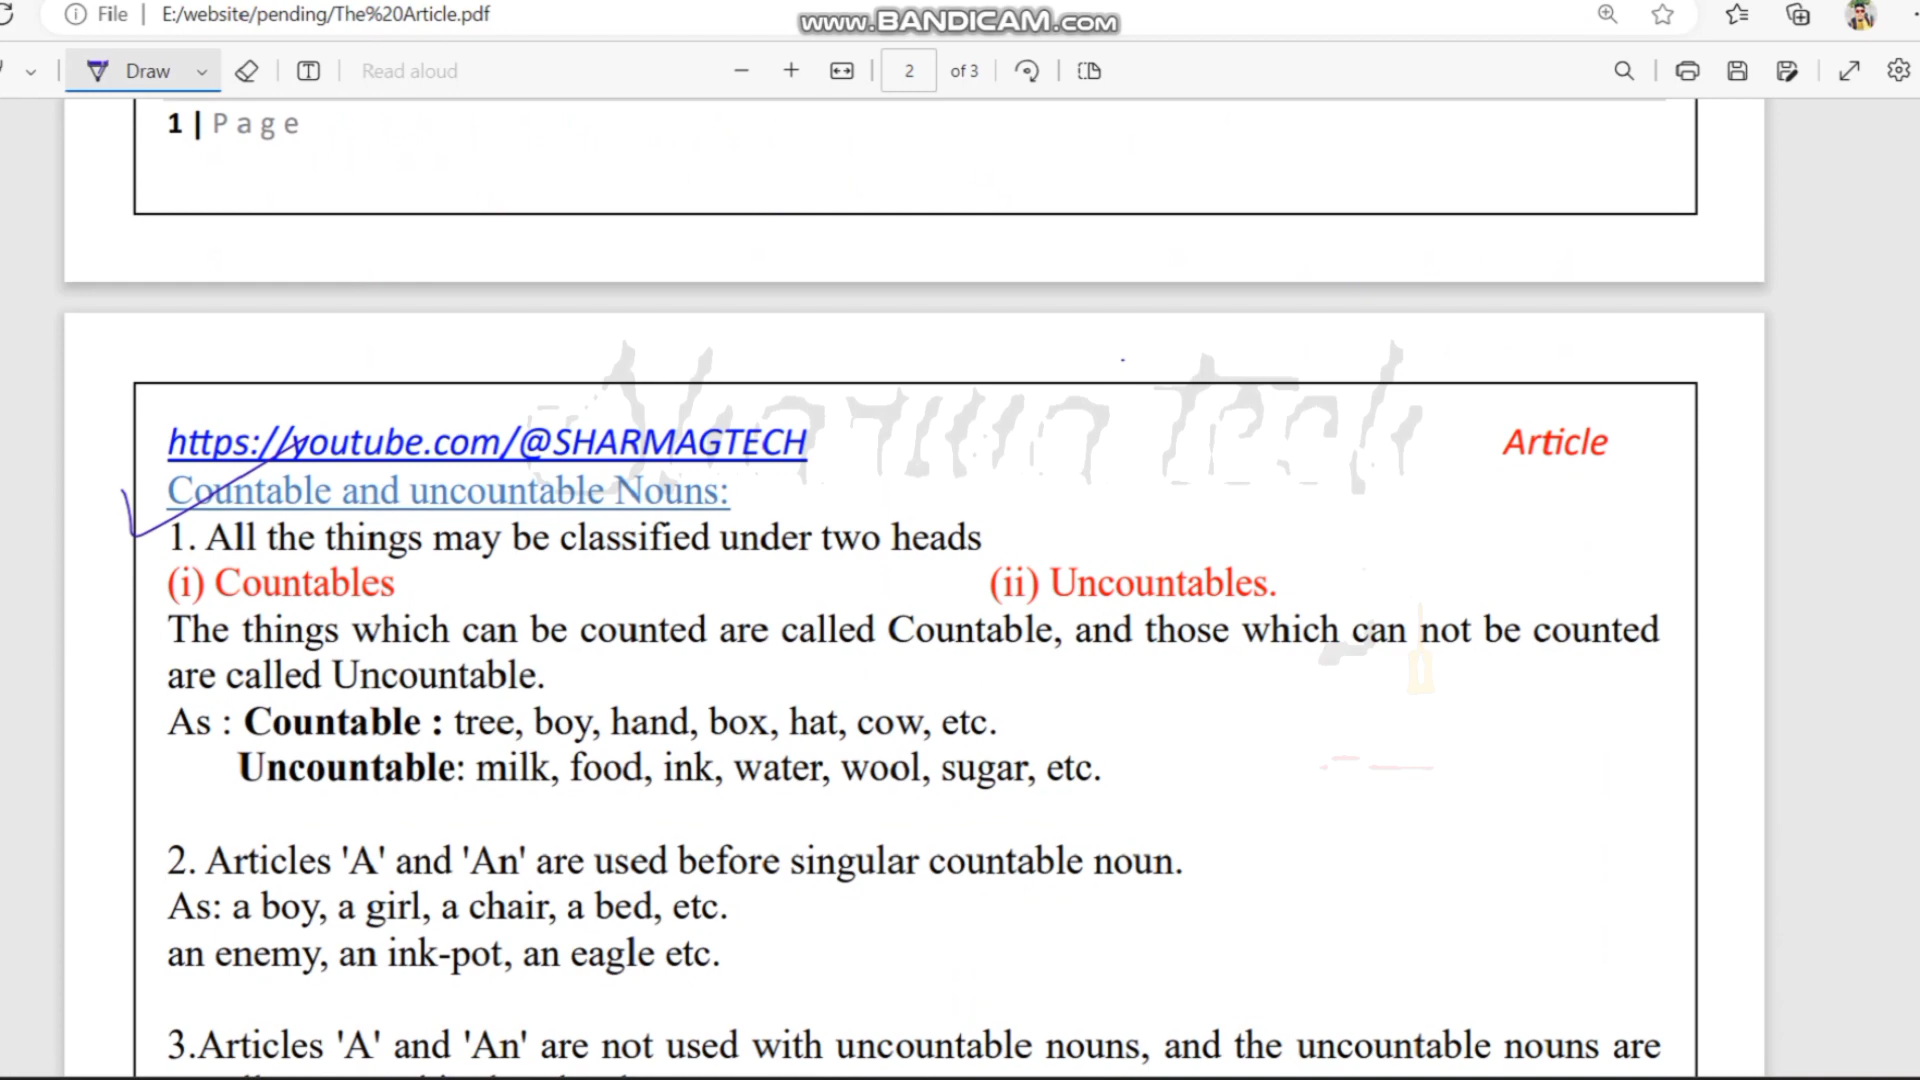 File
E:/website/pending/The%20Article.pdf
www.BANDICAM.com
Draw
Read aloud
2
of 3
1 | Page
Sharma tech
https://youtube.com/@SHARMAGTECH
Article
Countable and uncountable Nouns:
1. All the things may be classified under two heads
(i) Countables
(ii) Uncountables.
The things which can be counted are called Countable, and those which can not be counted
are called Uncountable.
As : Countable : tree, boy, hand, box, hat, cow, etc.
Uncountable: milk, food, ink, water, wool, sugar, etc.
2. Articles 'A' and 'An' are used before singular countable noun.
As: a boy, a girl, a chair, a bed, etc.
an enemy, an ink-pot, an eagle etc.
3.Articles 'A' and 'An' are not used with uncountable nouns, and the uncountable nouns are